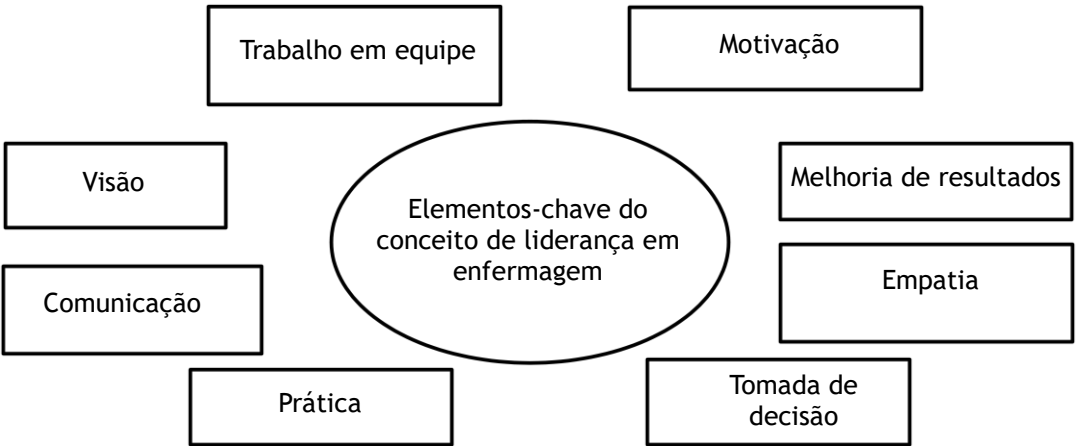 Trabalho em equipe
Motivação
Visão
Melhoria de resultados
Elementos-chave do
conceito de liderança em
enfermagem
Comunicação
Empatia
Prática
Tomada de
decisão